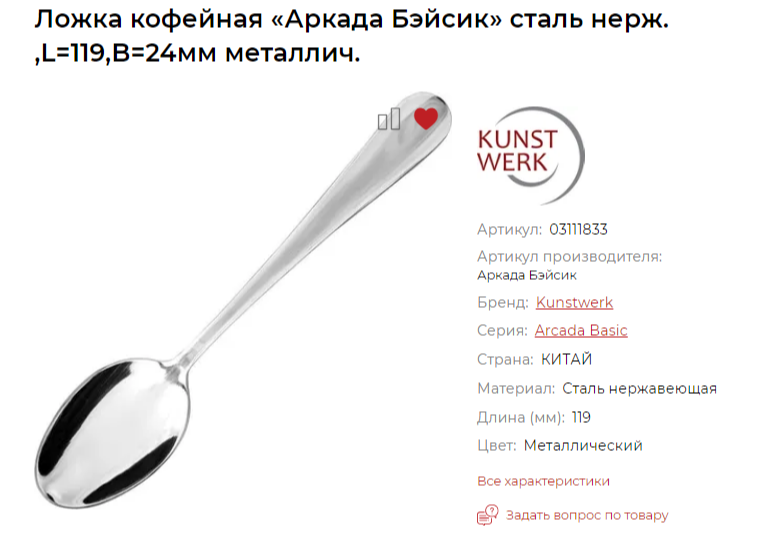 Ложка кофейная «Аркада Бэйсик» сталь нерж.
,L=119,B=24мм металлич.
KUNST
WERK
Артикул: 03111833
Артикул производителя:
Аркада Бэйсик
Бренд: Kunstwerk
Серия: Arcada Basic
Страна: КИТАЙ
Материал: Сталь нержавеющая
Длина (мм): 119
Цвет: Металлический
Все характеристики
Задать вопрос по товару